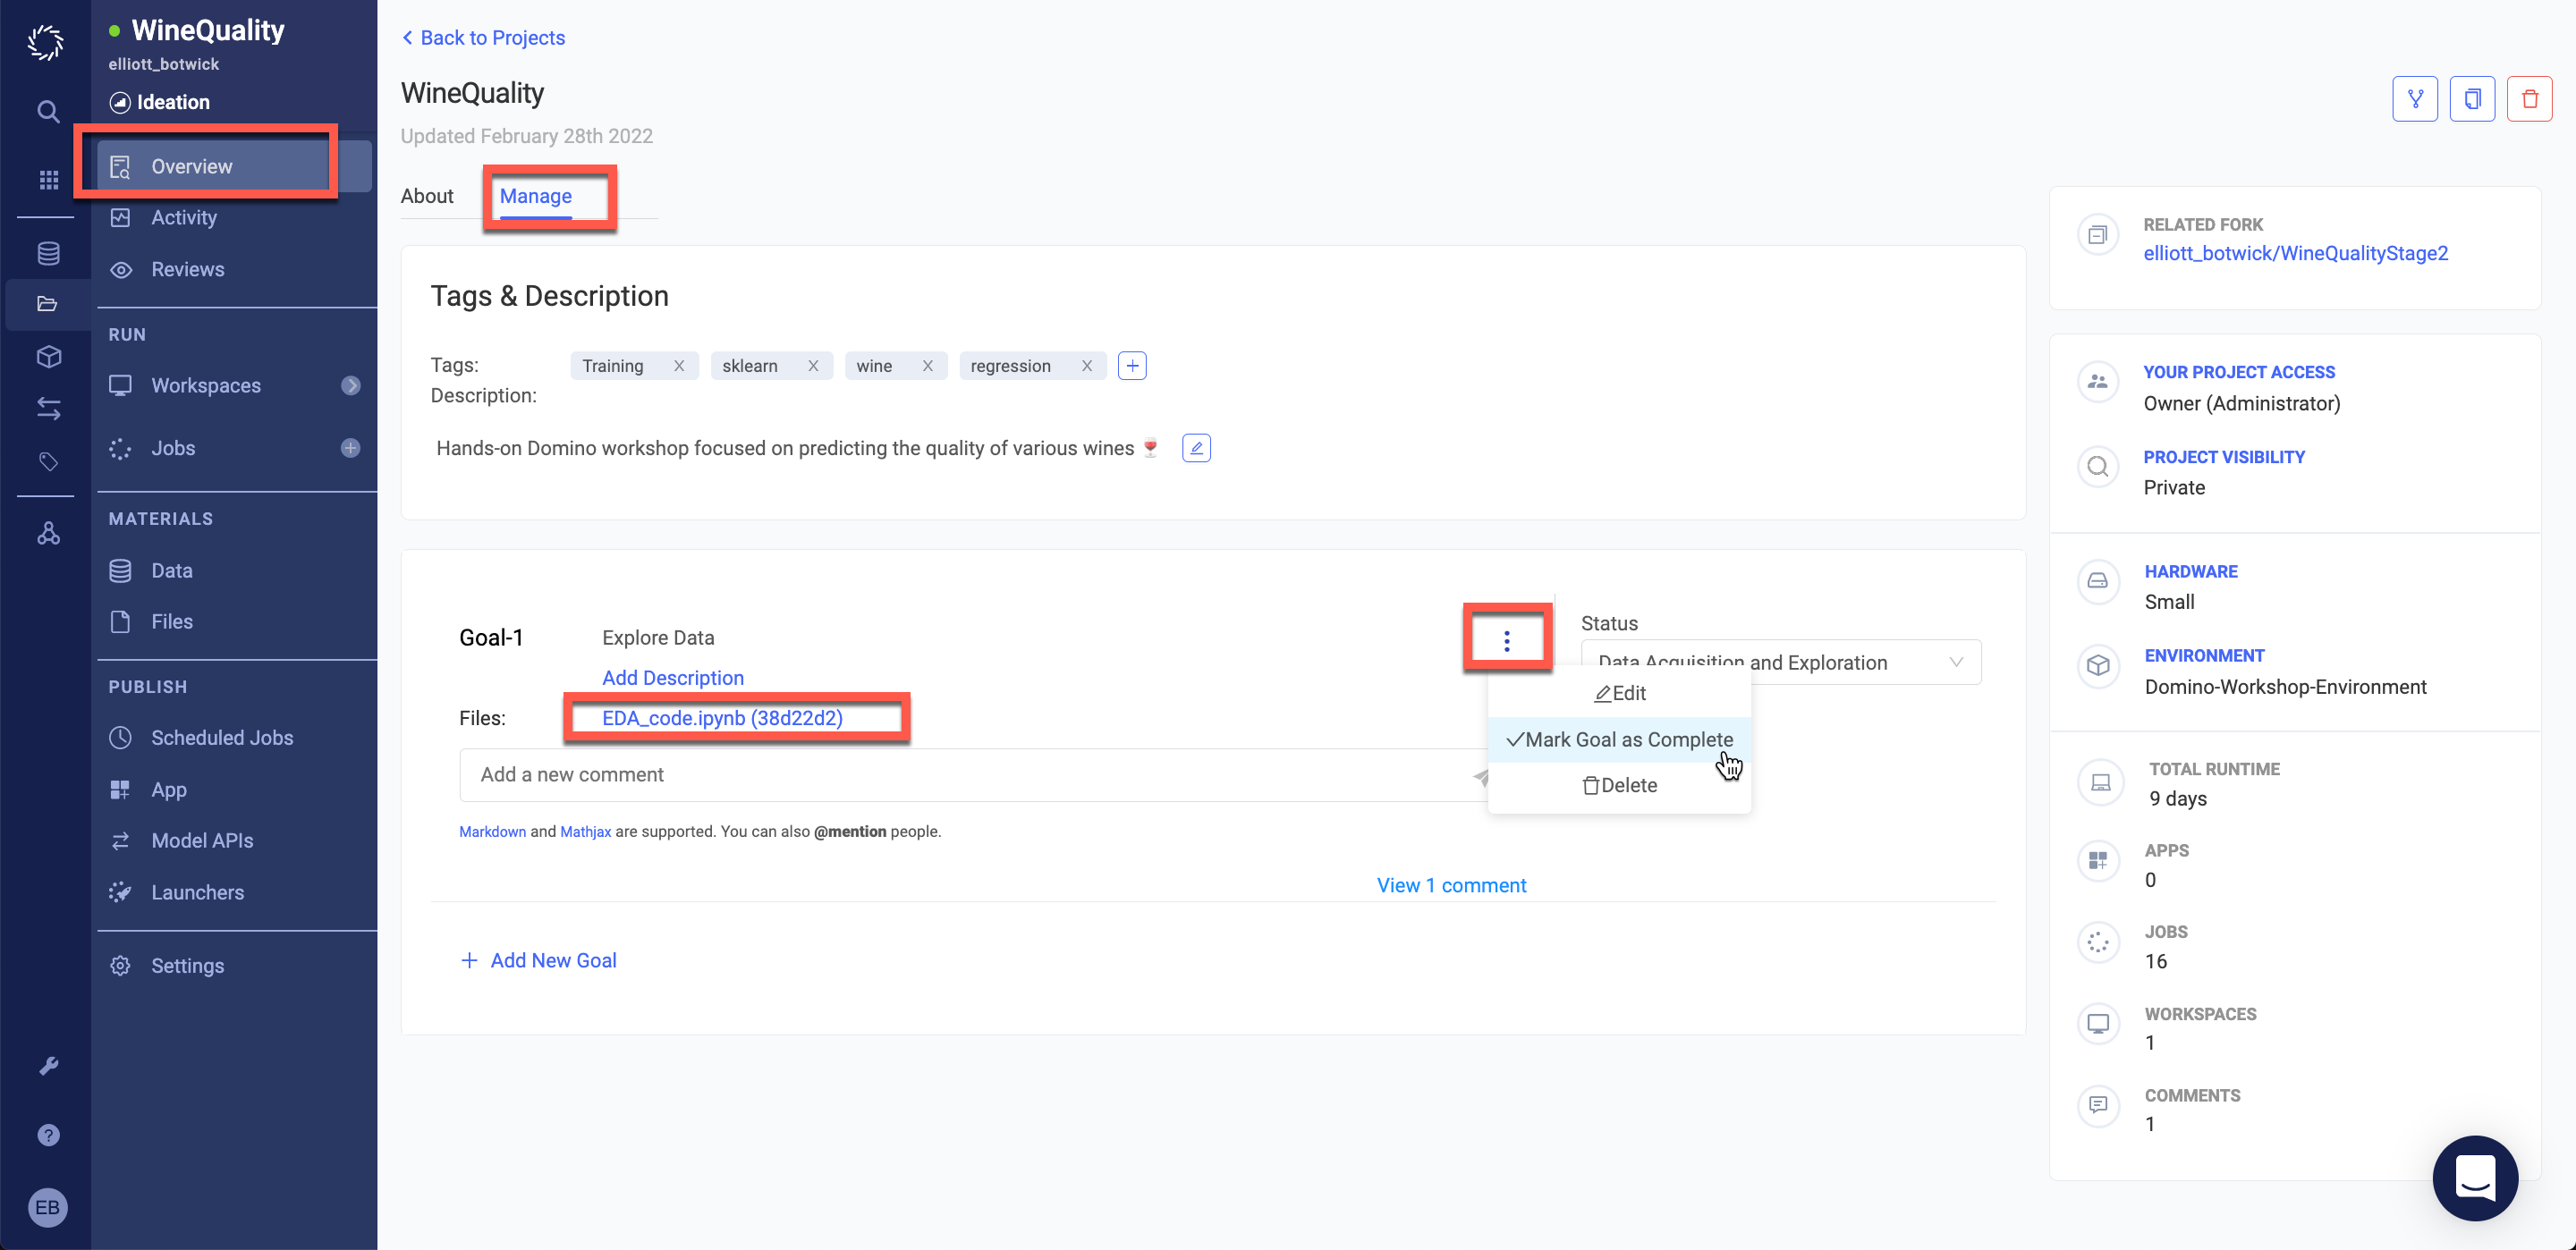 WineQuality
elliott_botwick
Ideation
Overview
Activity
Reviews
RUN
Workspaces
Jobs
MATERIALS
Data
Files
PUBLISH
Scheduled Jobs
App
Model APIs
Launchers
Settings
?
EB
Back to Projects
WineQuality
Updated February 28th 2022
About
Manage
Tags & Description
Tags:
Training X sklearn X wine X regression X +
Description:
Hands-on Domino workshop focused on predicting the quality of various wines 🍷
Goal-1
Explore Data
Add Description
Files:
EDA_code.ipynb (38d22d2)
Add a new comment
Markdown and Mathjax are supported. You can also @mention people.
View 1 comment
+ Add New Goal
Status
Data Acquisition and Exploration
Edit
Mark Goal as Complete
Delete
RELATED FORK
elliott_botwick/WineQualityStage2
YOUR PROJECT ACCESS
Owner (Administrator)
PROJECT VISIBILITY
Private
HARDWARE
Small
ENVIRONMENT
Domino-Workshop-Environment
TOTAL RUNTIME
9 days
APPS
0
JOBS
16
WORKSPACES
1
COMMENTS
1